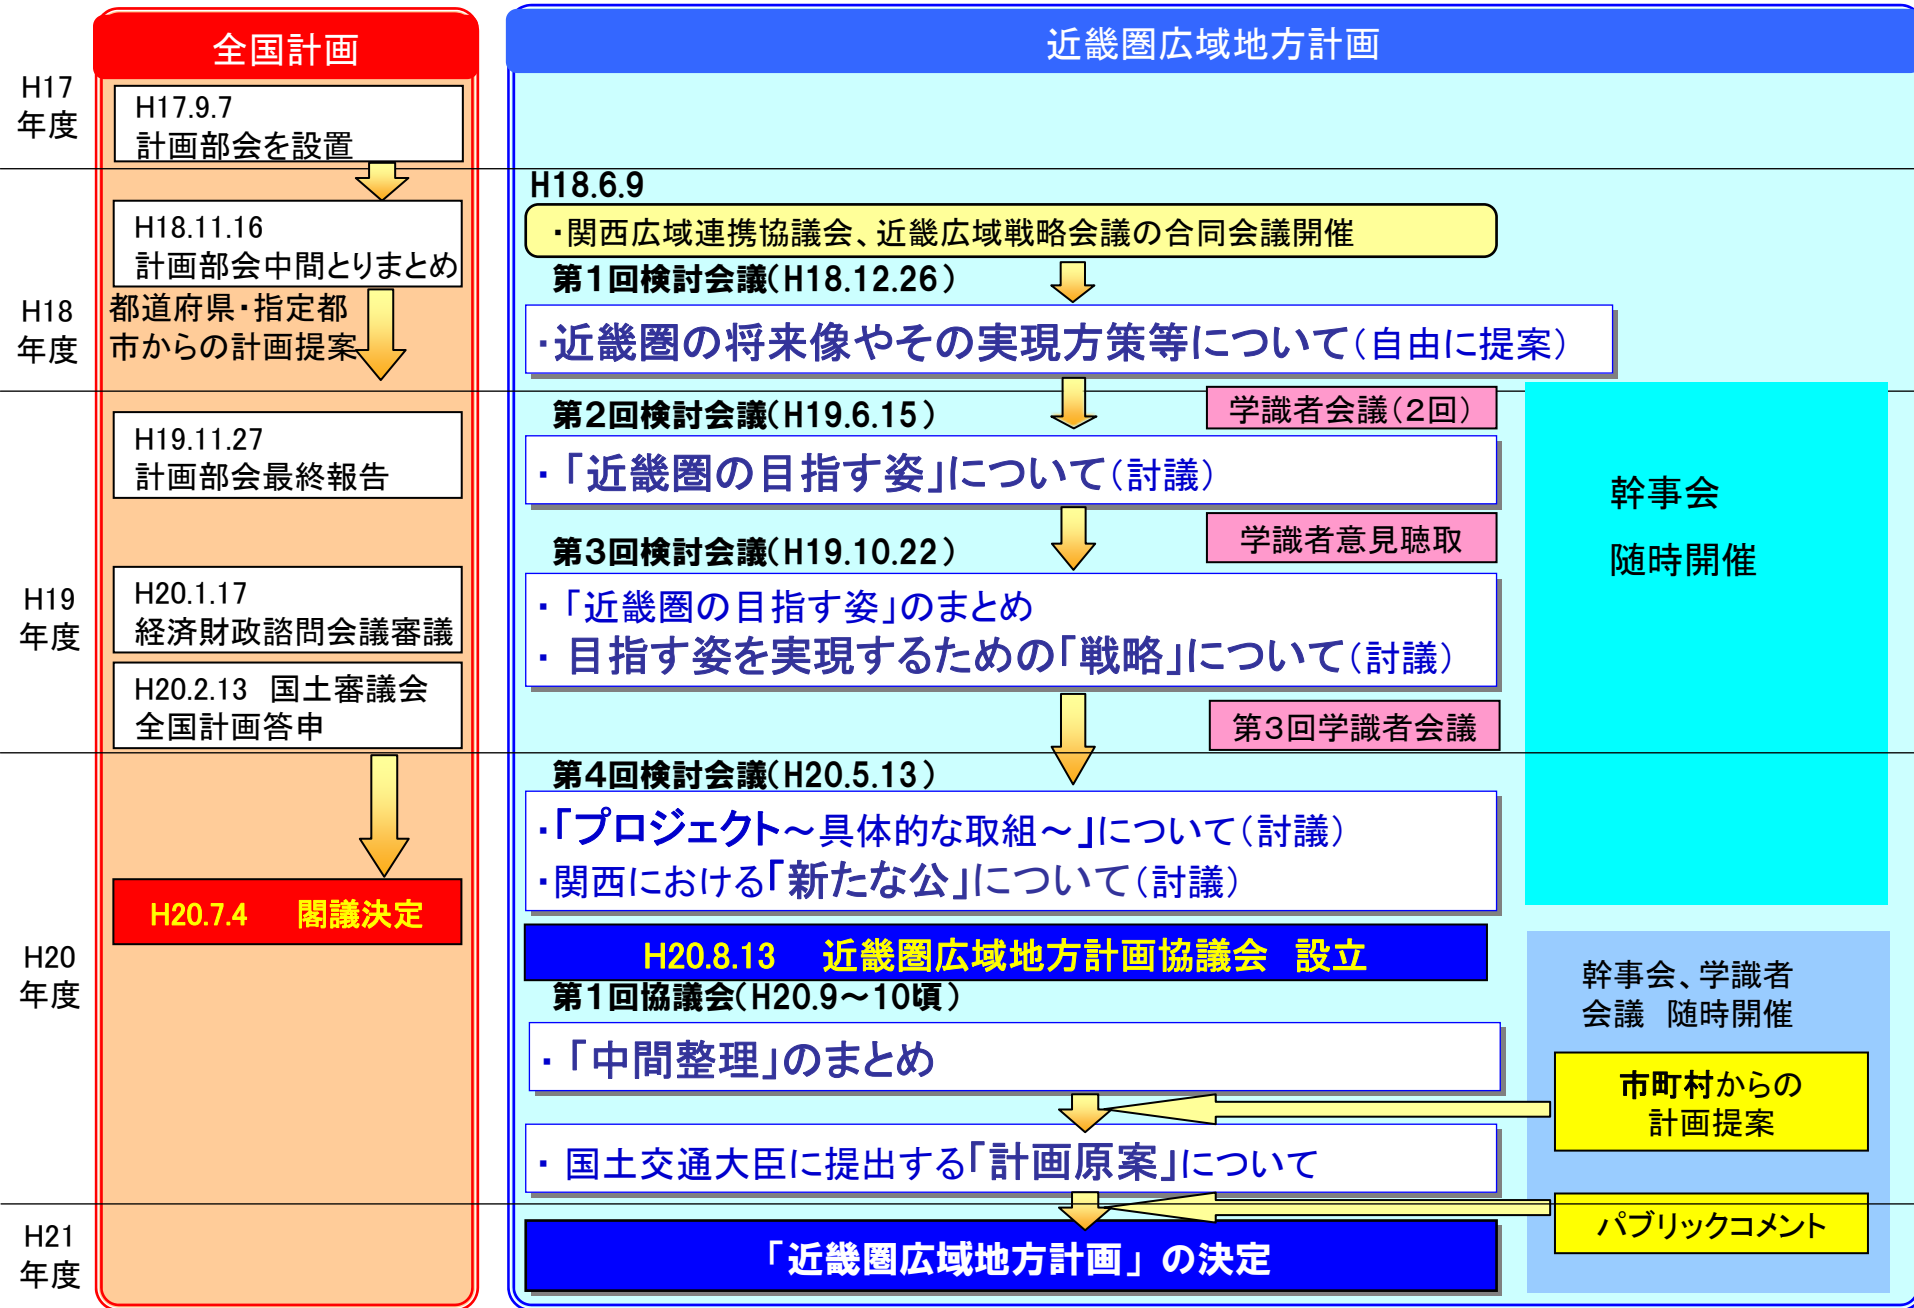 全国計画
近畿圏広域地方計画
H17
年度
H17.9.7
計画部会を設置
H18
年度
H18.11.16
計画部会中間とりまとめ
都道府県・指定都
市からの計画提案
H18.6.9
・関西広域連携協議会、近畿広域戦略会議の合同会議開催
第1回検討会議(H18.12.26)
・近畿圏の将来像やその実現方策等について(自由に提案)
H19
年度
H19.11.27
計画部会最終報告
H20.1.17
経済財政諮問会議審議
H20.2.13 国土審議会
全国計画答申
第2回検討会議(H19.6.15)
学識者会議(2回)
・「近畿圏の目指す姿」について(討議)
第3回検討会議(H19.10.22)
学識者意見聴取
・「近畿圏の目指す姿」のまとめ
・目指す姿を実現するための「戦略」について(討議)
第3回学識者会議
幹事会
随時開催
H20
年度
H20.7.4 閣議決定
第4回検討会議(H20.5.13)
・「プロジェクト～具体的な取組～」について(討議)
・関西における「新たな公」について(討議)
H20.8.13 近畿圏広域地方計画協議会 設立
第1回協議会(H20.9～10頃)
・「中間整理」のまとめ
・国土交通大臣に提出する「計画原案」について
幹事会、学識者
会議 随時開催
市町村からの
計画提案
パブリックコメント
H21
年度
「近畿圏広域地方計画」の決定